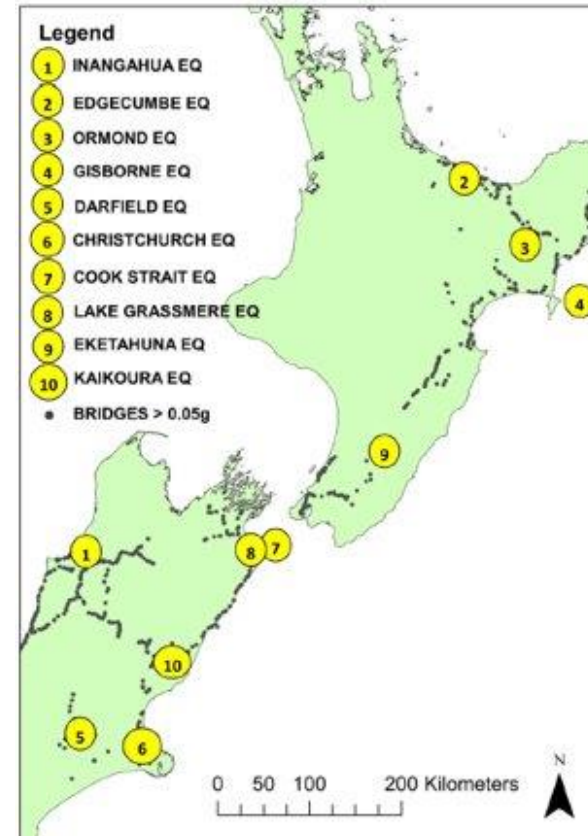 Legend
1 INANGAHUA EQ
2 EDGECUMBE EQ
3 ORMOND EQ
4 GISBORNE EQ
5 DARFIELD EQ
6 CHRISTCHURCH EQ
7 COOK STRAIT EQ
8 LAKE GRASSMERE EQ
9 EKETAHUNA EQ
10 KAIKOURA EQ
BRIDGES > 0.05g
2
3
4
9
1
8 7
10
5
6
N
0 50 100 200 Kilometers